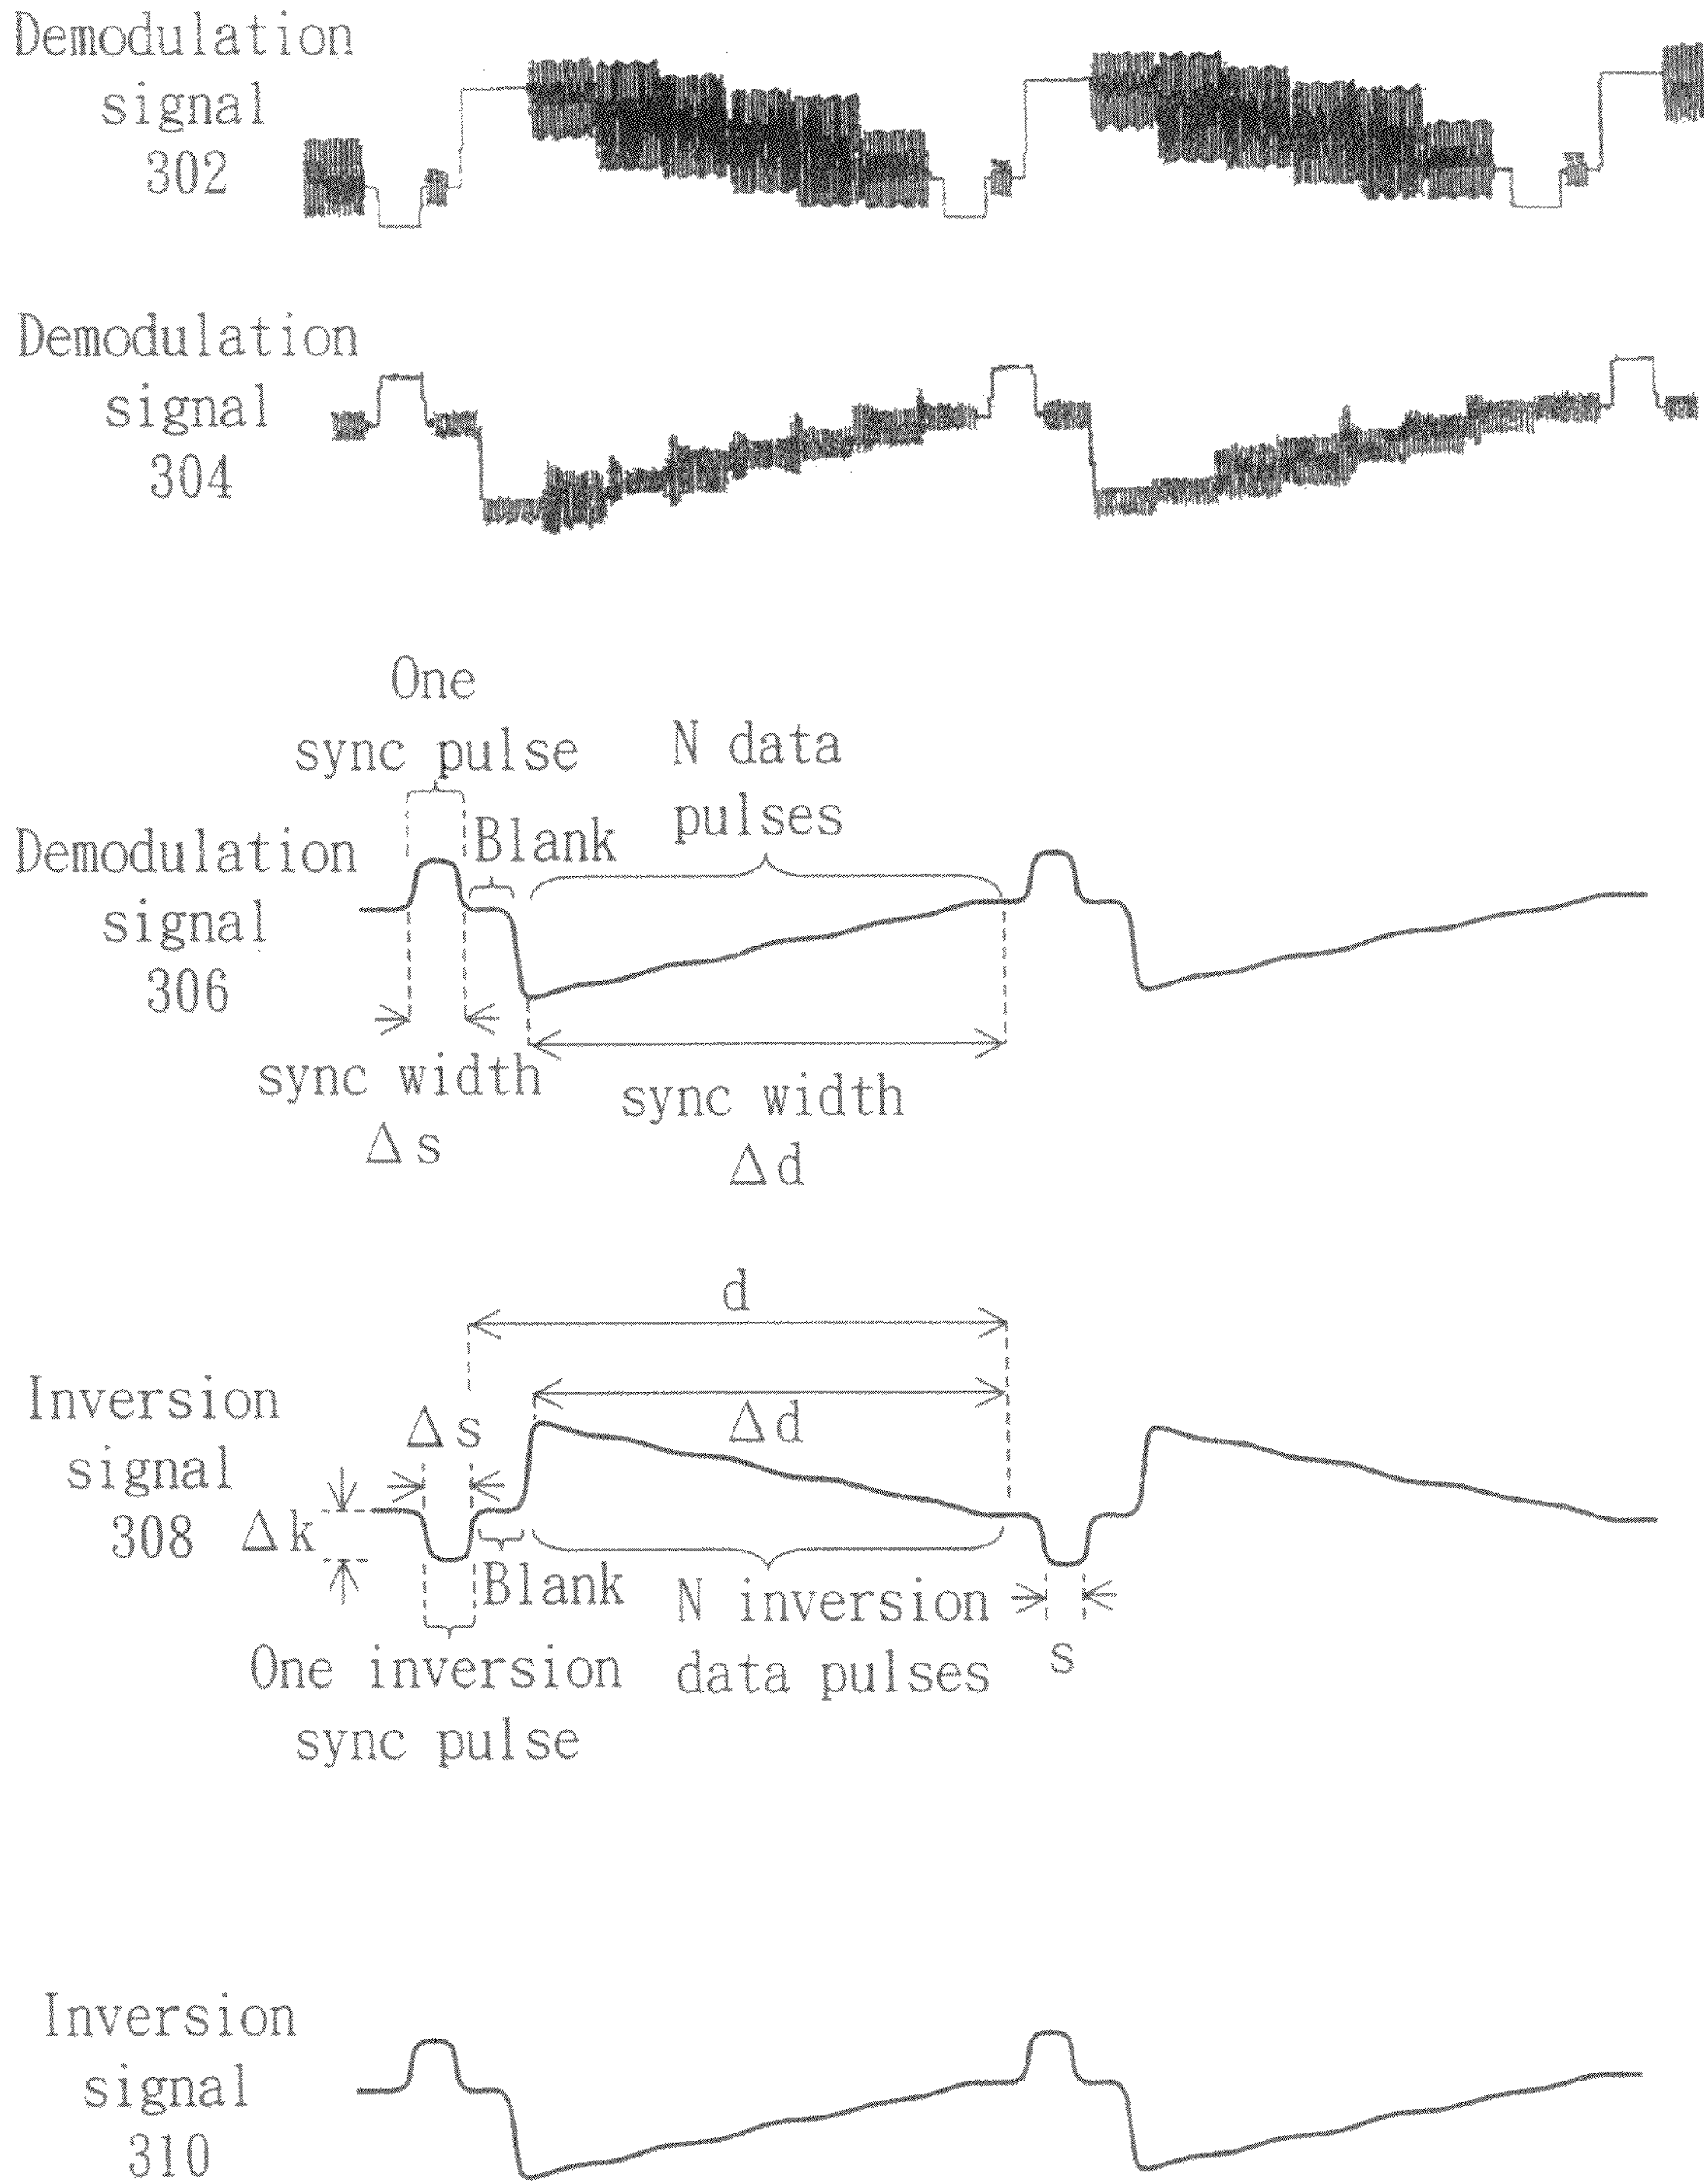 Demodulation
signal
302
Demodulation
signal
304
One
sync pulse
N data
pulses
Blank
Demodulation
signal
306
sync width
Δs
sync width
Δd
d
Δd
Δs
Inversion
signal
308
Δk
Blank
N inversion
data pulses
s
One inversion
sync pulse
Inversion
signal
310